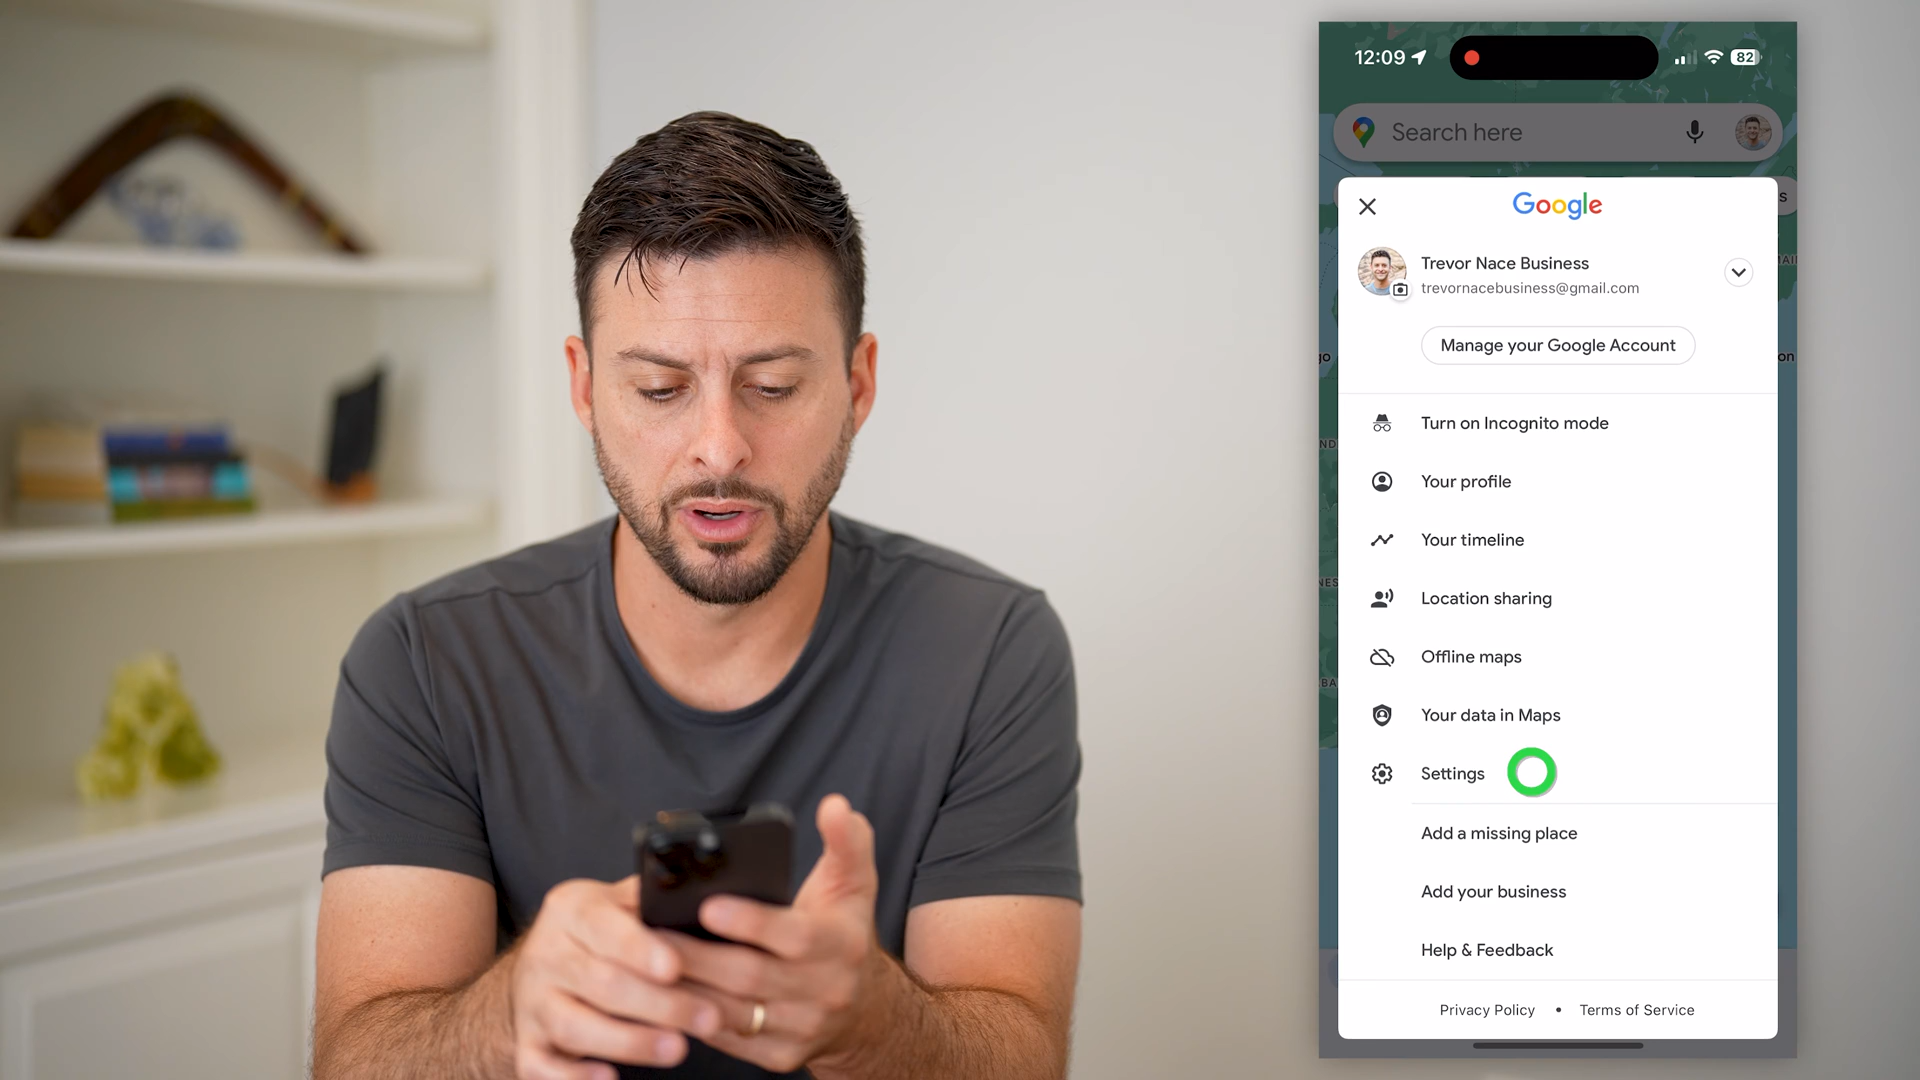 12:09
82
Search here
s
Google
Trevor Nace Business
trevornacebusiness@gmail.com
Manage your Google Account
on
Turn on Incognito mode
Your profile
Your timeline
Location sharing
Offline maps
Your data in Maps
Settings
Add a missing place
Add your business
Help & Feedback
Privacy Policy • Terms of Service